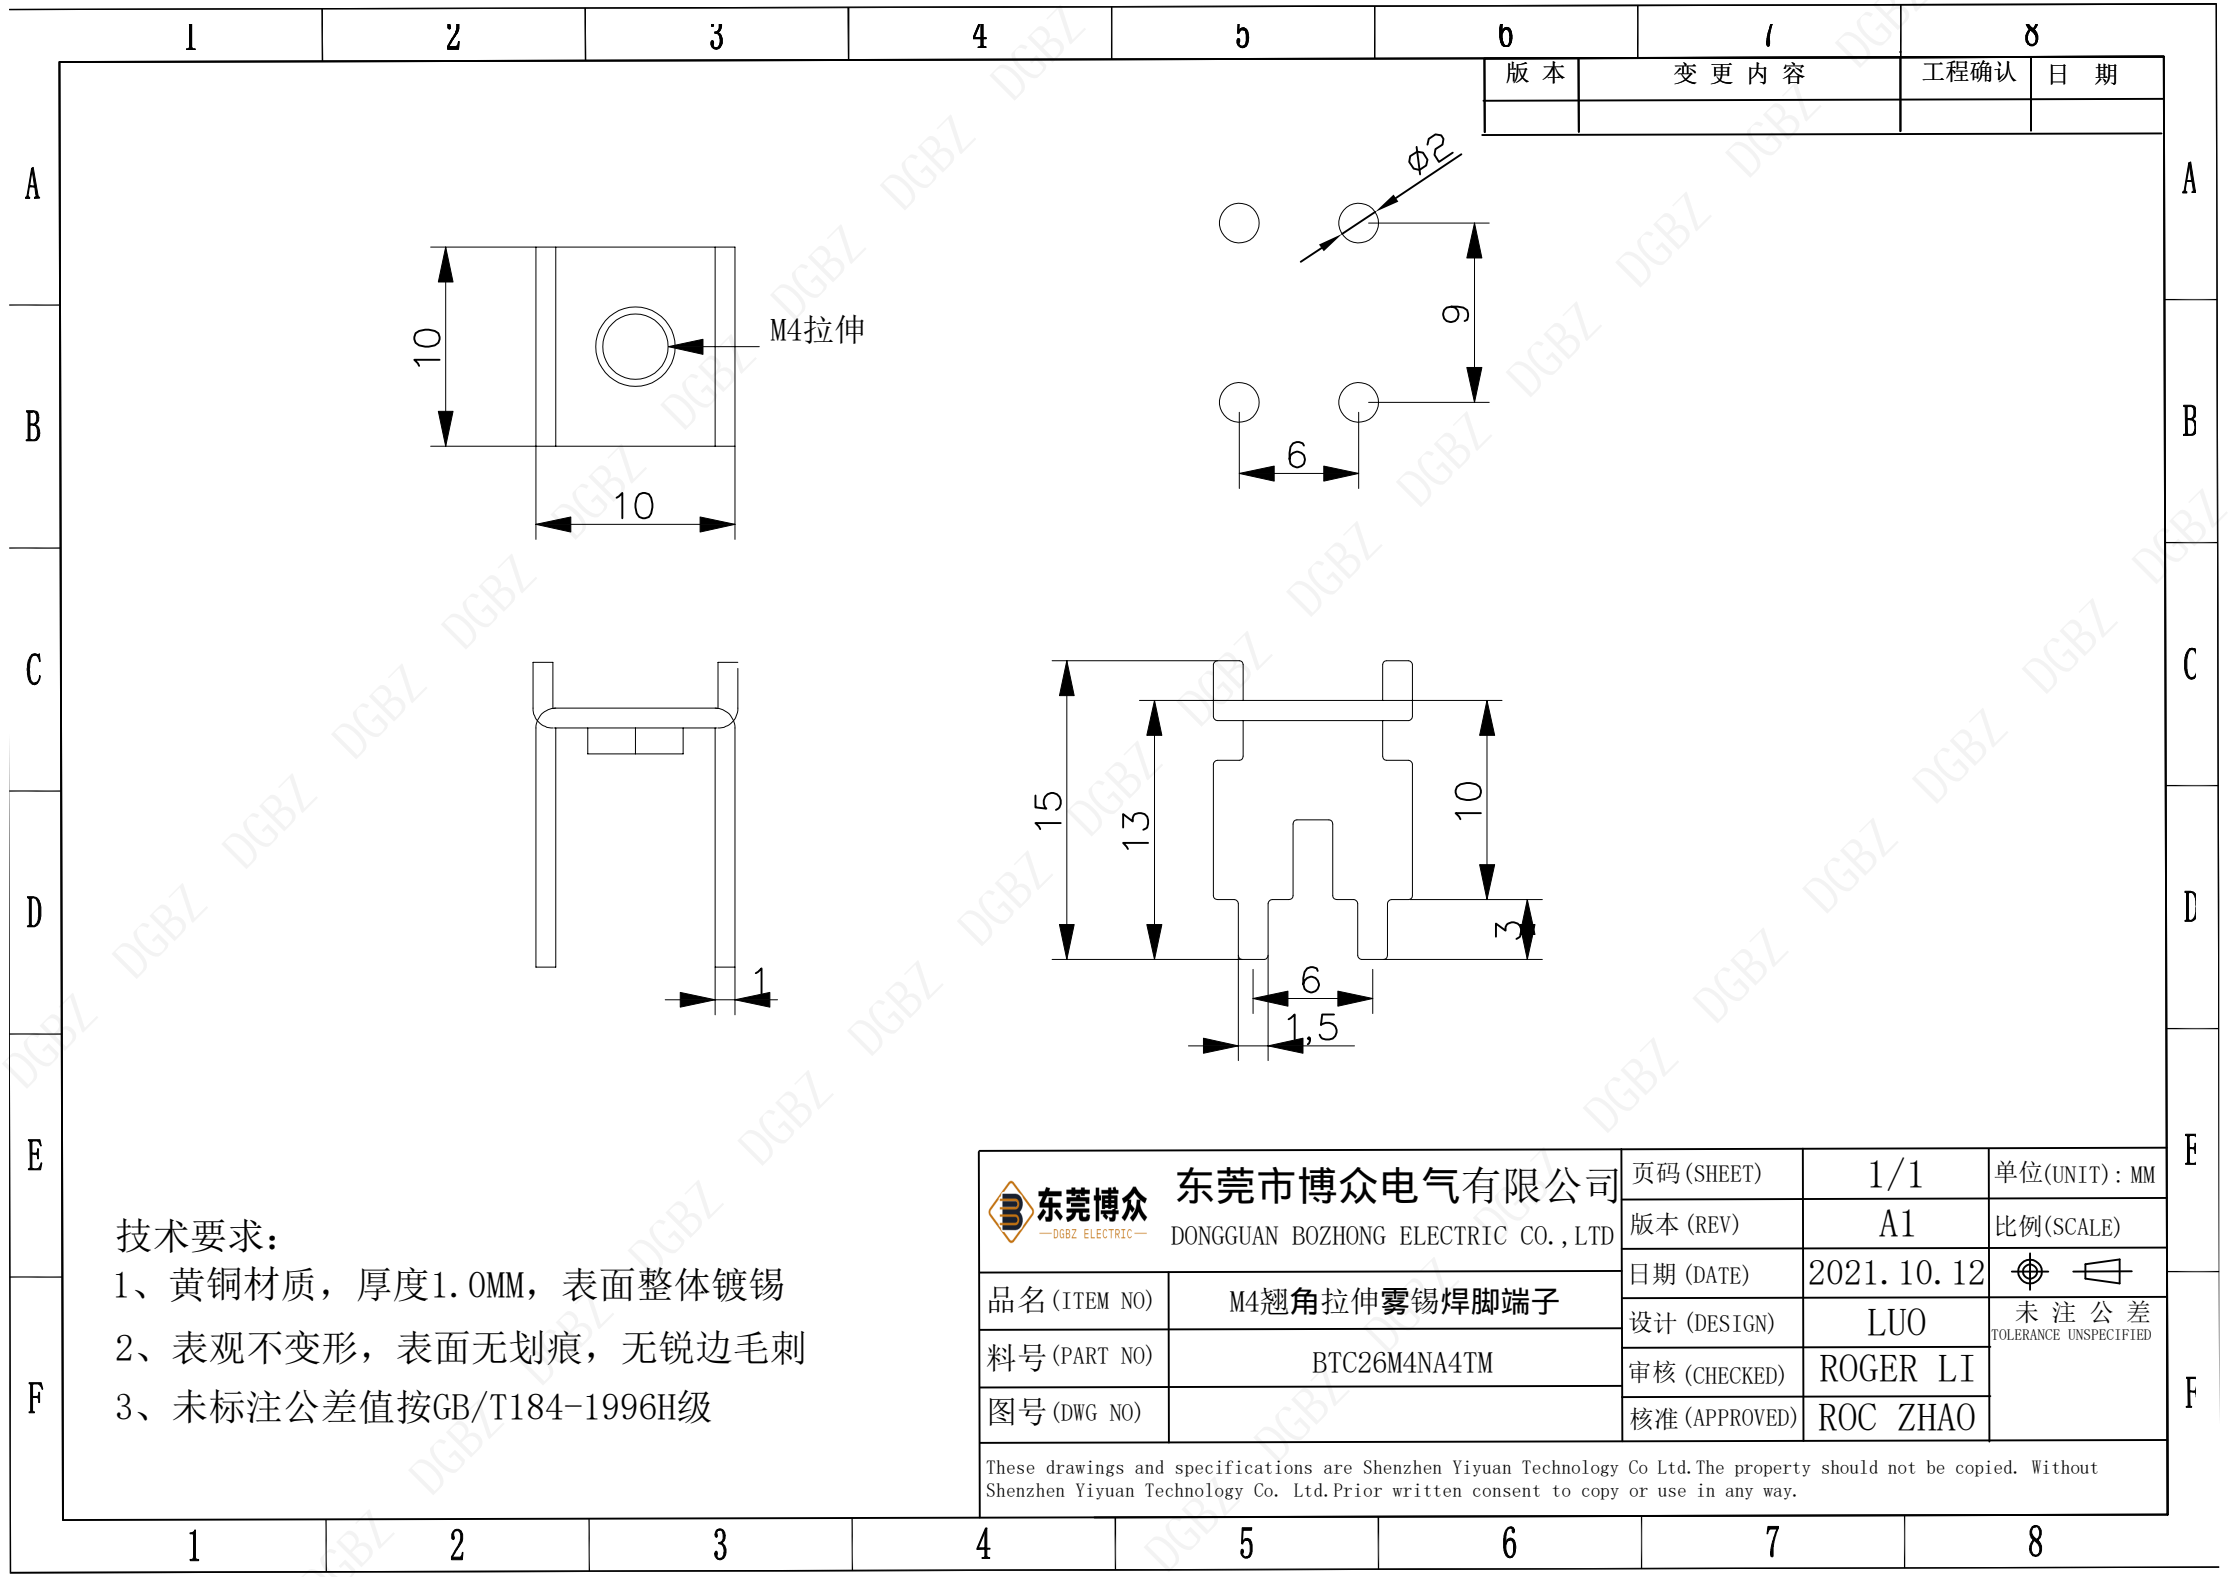 1 2 3 4 5 6 7 8
版 本 变 更 内 容 工程确认 日 期
A A
B B
C C
D D
E E
F F
φ2
9
6
10
M4拉伸
10
15
13
10
3
6
1,5
1
技术要求:
1、黄铜材质，厚度1.0MM，表面整体镀锡
2、表观不变形，表面无划痕，无锐边毛刺
3、未标注公差值按GB/T184-1996H级
东莞博众
DGBZ ELECTRIC
东莞市博众电气有限公司
DONGGUAN BOZHONG ELECTRIC CO.,LTD
页码(SHEET) 1/1 单位(UNIT): MM
版本(REV) A1 比例(SCALE)
日期(DATE) 2021.10.12
品名(ITEM NO) M4翘角拉伸雾锡焊脚端子
设计(DESIGN) LUO 未 注 公 差
TOLERANCE UNSPECIFIED
料号(PART NO) BTC26M4NA4TM
审核(CHECKED) ROGER LI
图号(DWG NO)
核准(APPROVED) ROC ZHAO
These drawings and specifications are Shenzhen Yiyuan Technology Co Ltd.The property should not be copied. Without
Shenzhen Yiyuan Technology Co. Ltd.Prior written consent to copy or use in any way.
1 2 3 4 5 6 7 8
DGBZ